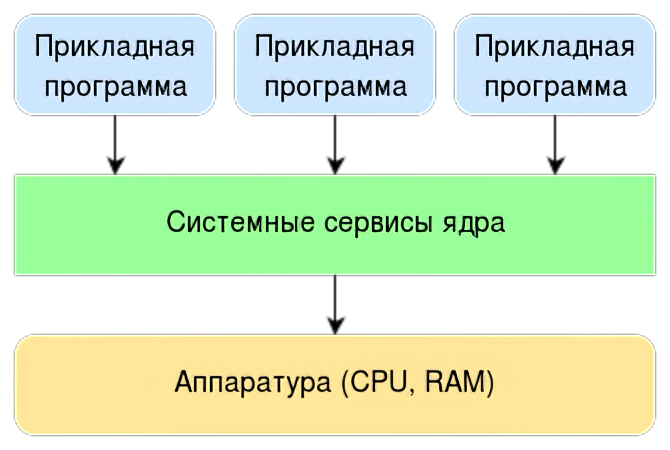 Прикладная
программа
Прикладная
программа
Прикладная
программа
Системные сервисы ядра
Аппаратура (CPU, RAM)